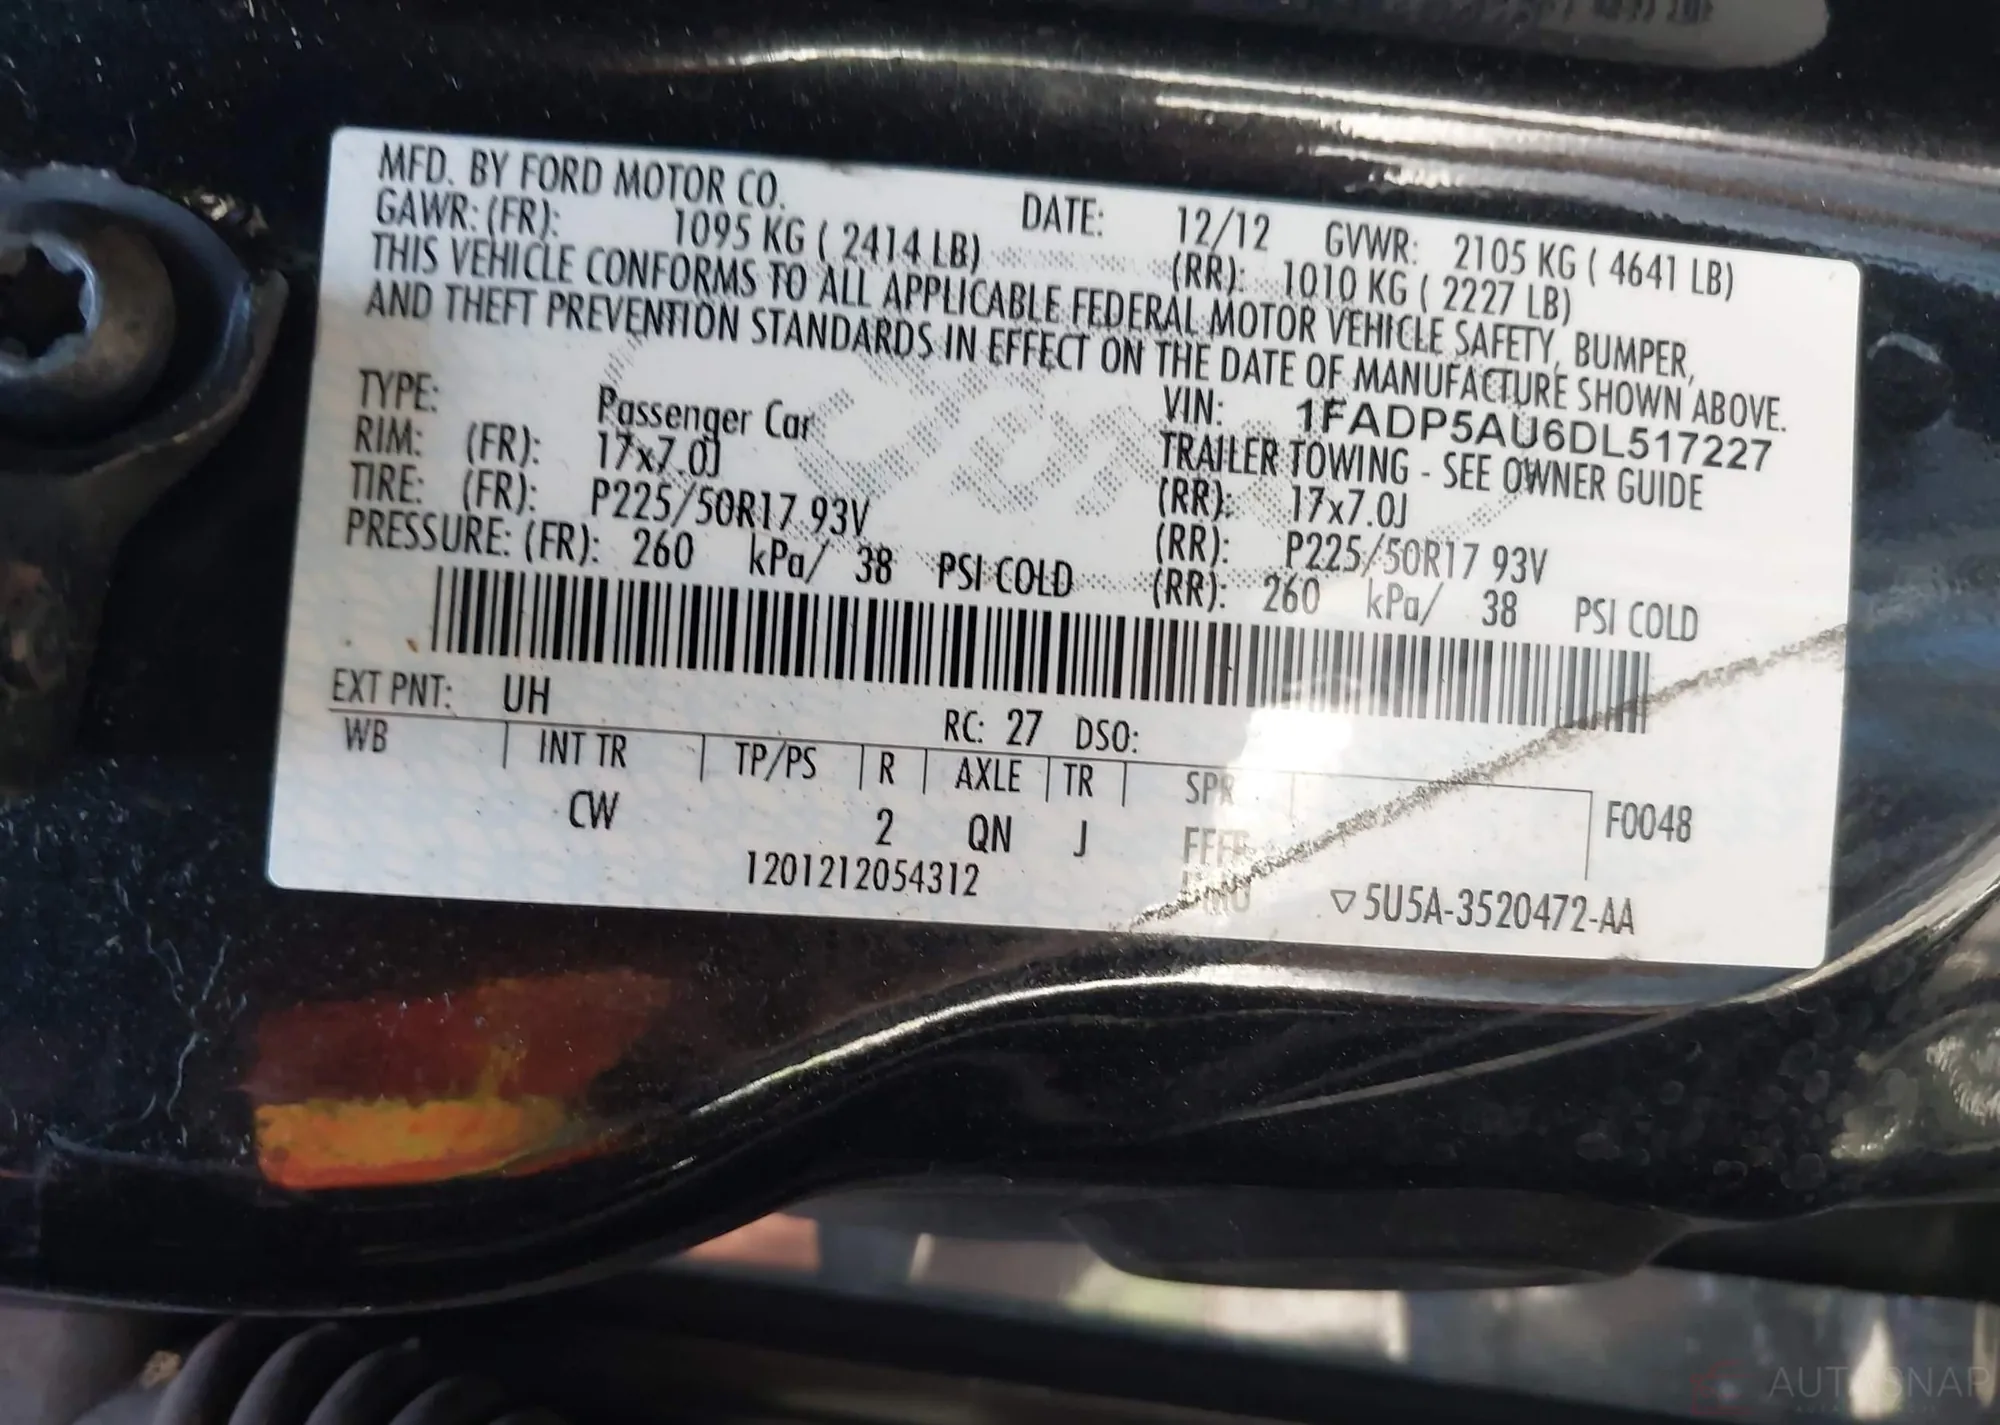 MFD. BY FORD MOTOR CO.
DATE: 12/12 GVWR: 2105 KG ( 4641 LB)
GAWR: (FR): 1095 KG ( 2414 LB) (RR): 1010 KG ( 2227 LB)
THIS VEHICLE CONFORMS TO ALL APPLICABLE FEDERAL MOTOR VEHICLE SAFETY, BUMPER,
AND THEFT PREVENTION STANDARDS IN EFFECT ON THE DATE OF MANUFACTURE SHOWN ABOVE.
VIN: 1FADP5AU6DL517227
TYPE: Passenger Car TRAILER TOWING - SEE OWNER GUIDE
RIM: (FR): 17x7.0J (RR): 17x7.0J
TIRE: (FR): P225/50R17 93V (RR): P225/50R17 93V
PRESSURE: (FR): 260 kPa/ 38 PSI COLD (RR): 260 kPa/ 38 PSI COLD
EXT PNT: UH RC: 27 DSO:
WB INT TR TP/PS R AXLE TR SPR F0048
CW 2 QN J
1201212054312 ▽5U5A-3520472-AA
AUTOSNAP